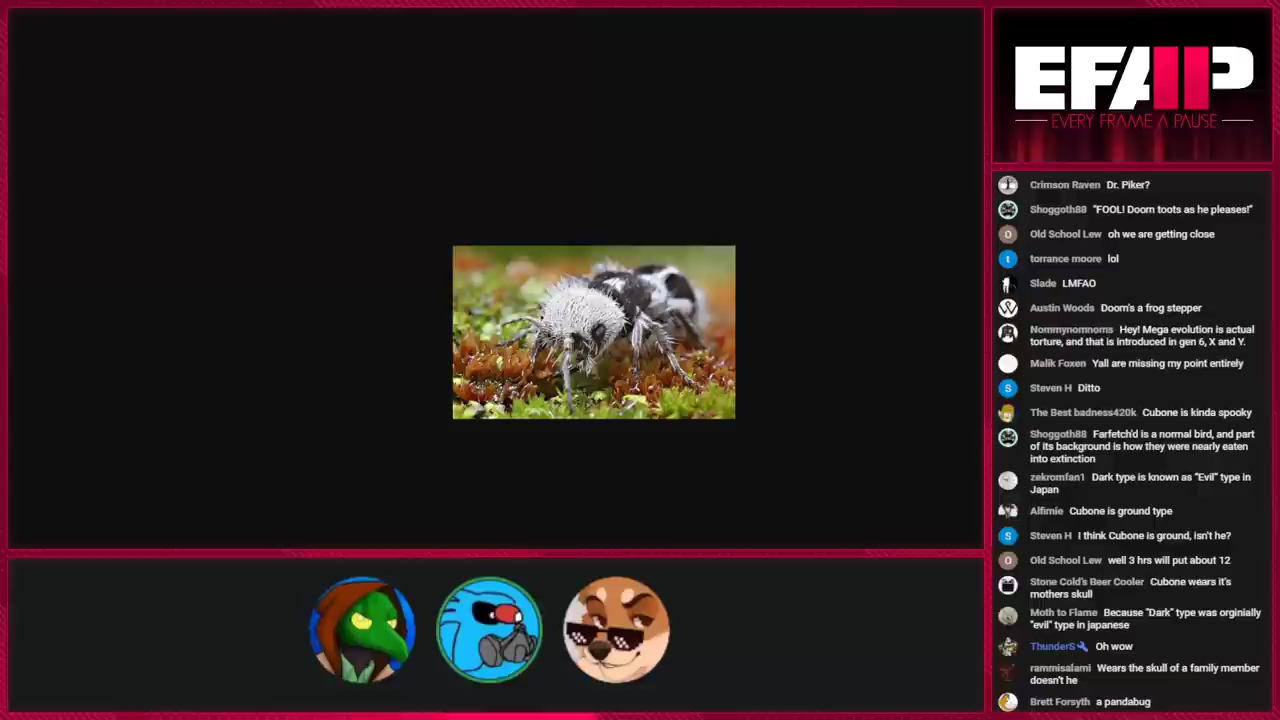 EFAP
EVERY FRAME A PAUSE
Crimson Raven Dr. Piker?
Shoggoth88 "FOOL! Doom toots as he pleases!"
O Old School Lew oh we are getting close
t torrance moore lol
Slade LMFAO
Austin Woods Doom's a frog stepper
Nommynomnoms Hey! Mega evolution is actual
torture, and that is introduced in gen 6, X and Y.
Malik Foxen Yall are missing my point entirely
S Steven H Ditto
The Best badness420k Cubone is kinda spooky
Shoggoth88 Farfetch'd is a normal bird, and part
of its background is how they were nearly eaten
into extinction
zekromfan1 Dark type is known as "Evil" type in
Japan
Alfimie Cubone is ground type
S Steven H I think Cubone is ground, isn't he?
O Old School Lew well 3 hrs will put about 12
Stone Cold's Beer Cooler Cubone wears it's
mothers skull
Moth to Flame Because "Dark" type was orginially
"evil" type in japanese
ThunderS Oh wow
rammisalami Wears the skull of a family member
doesn't he
Brett Forsyth a pandabug